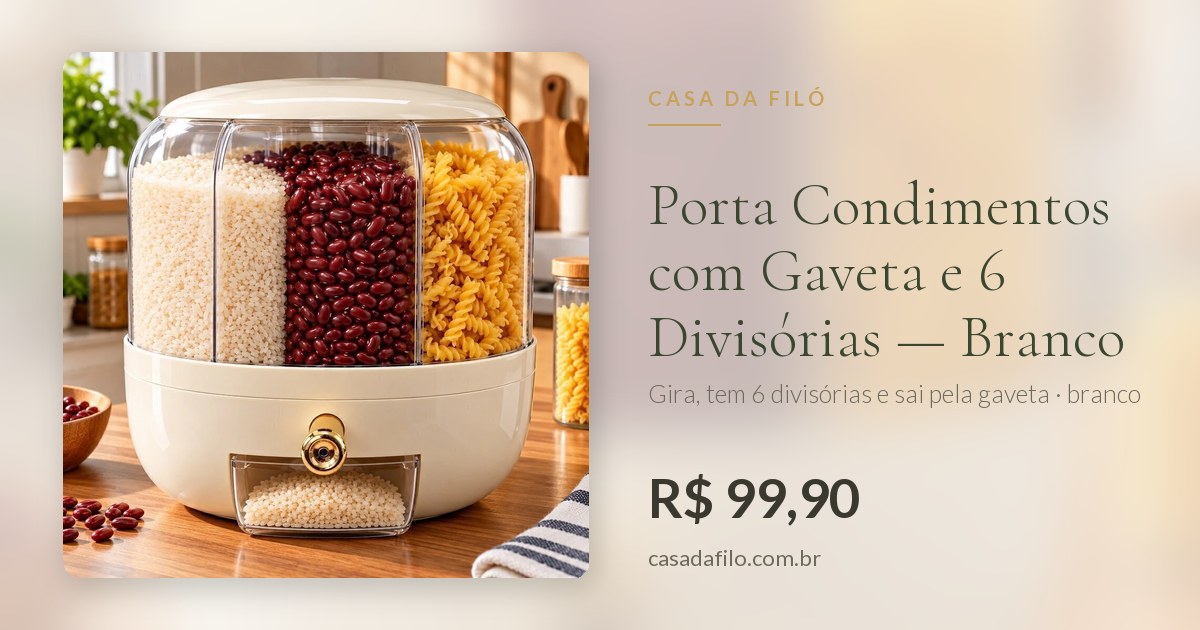 CASA DA FILÓ
Porta Condimentos
com Gaveta e 6
Divisórias — Branco
Gira, tem 6 divisórias e sai pela gaveta · branco
R$ 99,90
casadafilo.com.br